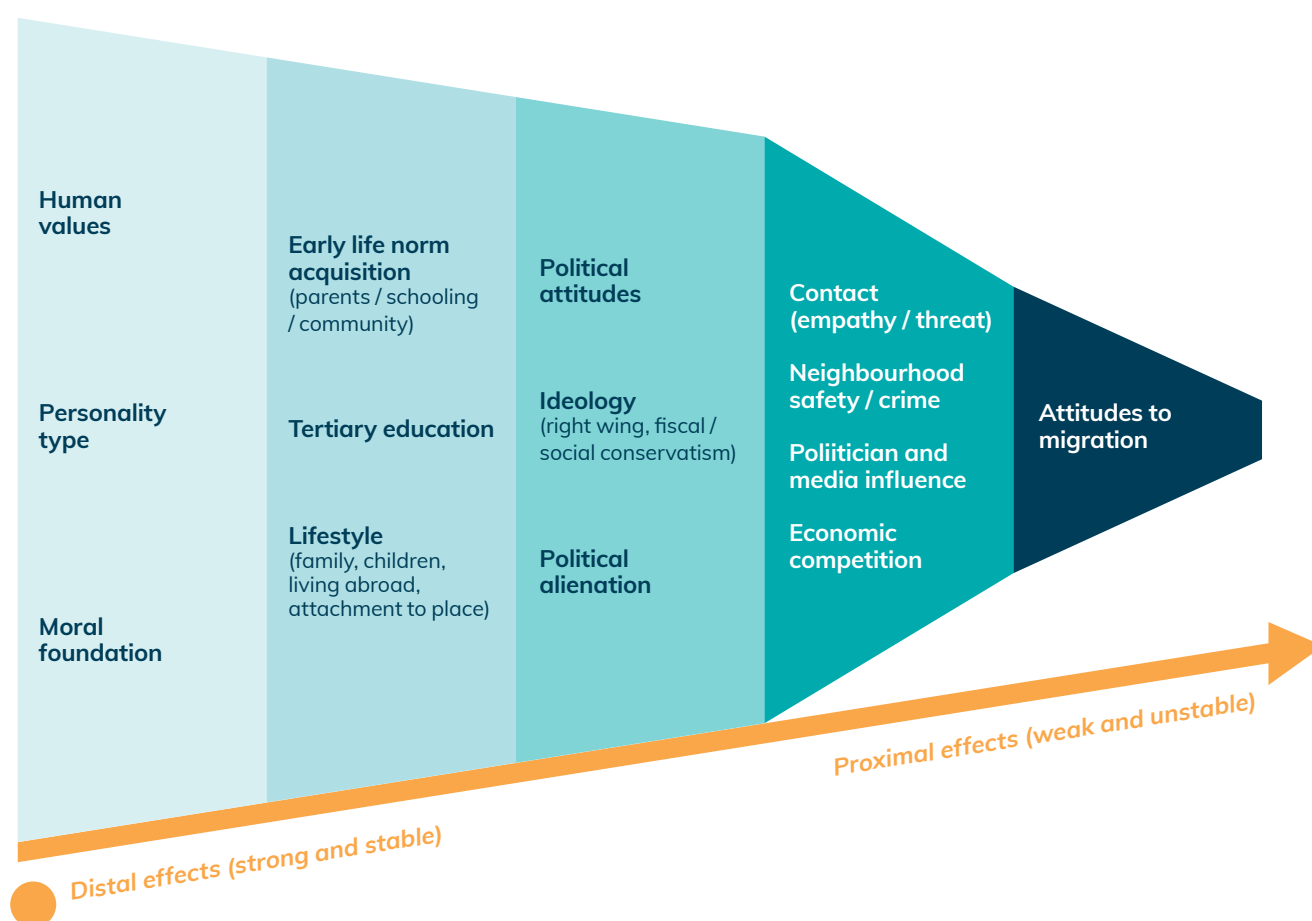 Human
values
Personality
type
Moral
foundation
Early life norm
acquisition
(parents / schooling
/ community)
Tertiary education
Lifestyle
(family, children,
living abroad,
attachment to place)
Political
attitudes
Ideology
(right wing, fiscal /
social conservatism)
Political
alienation
Contact
(empathy / threat)
Neighbourhood
safety / crime
Poliitician and
media influence
Economic
competition
Attitudes to
migration
Distal effects (strong and stable)
Proximal effects (weak and unstable)